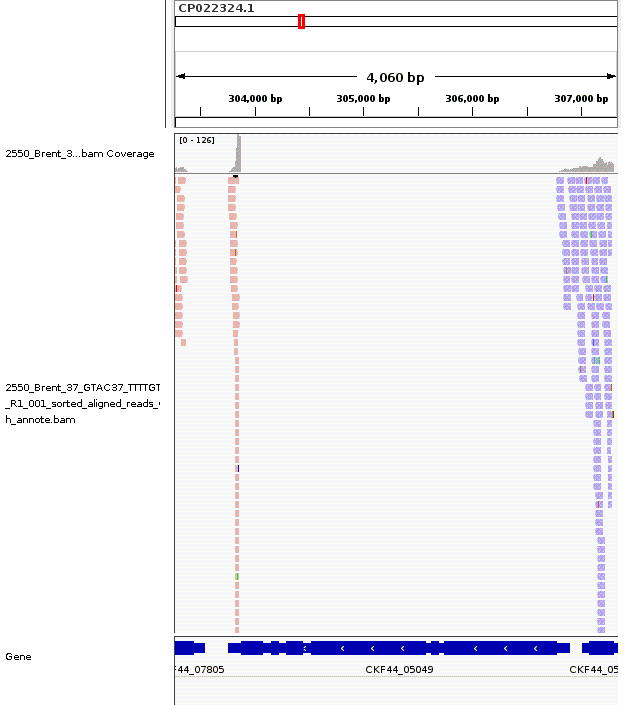 CP022324.1
4,060 bp
304,000 bp 305,000 bp 306,000 bp 307,000 bp
[0 - 126]
2550_Brent_3...bam Coverage
2550_Brent_37_GTAC37_TTTTGT
_R1_001_sorted_aligned_reads_
h_annote.bam
Gene
F44_07805 CKF44_05049 CKF44_05